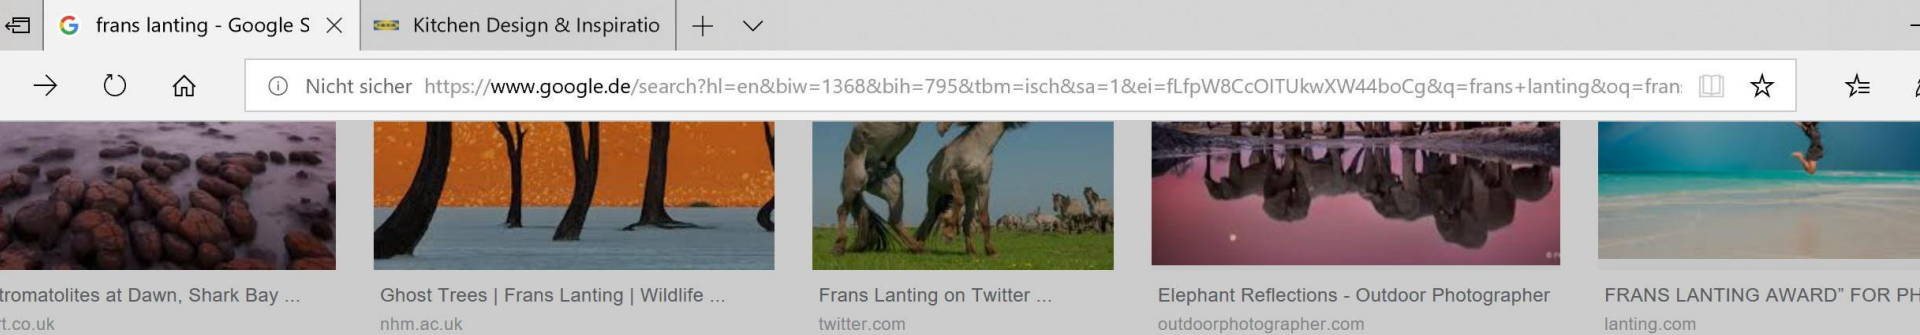 frans lanting - Google S
Kitchen Design & Inspiratio
Nicht sicher https://www.google.de/search?hl=en&biw=1368&bih=795&tbm=isch&sa=1&ei=fLfpW8CcOITUkwXW44boCg&q=frans+lanting&oq=fran
tromatolites at Dawn, Shark Bay ...
t.co.uk
Ghost Trees | Frans Lanting | Wildlife ...
nhm.ac.uk
Frans Lanting on Twitter ...
twitter.com
Elephant Reflections - Outdoor Photographer
outdoorphotographer.com
FRANS LANTING AWARD” FOR PH
lanting.com